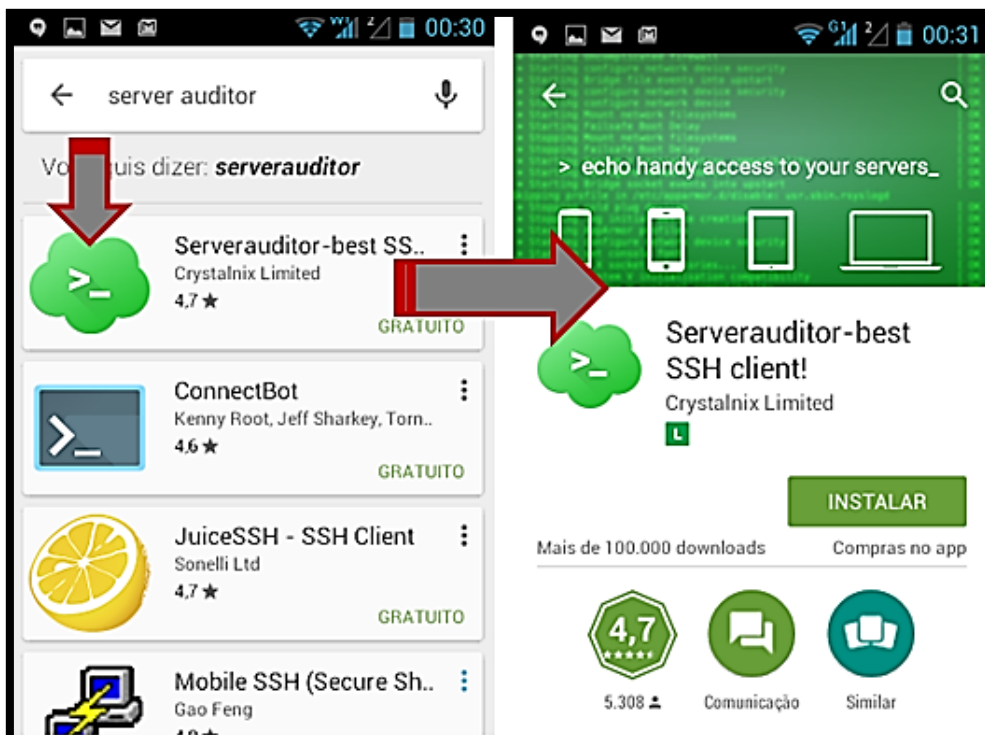 00:30
server auditor
Vo uis dizer: serverauditor
Serverauditor-best SS..
Crystalnix Limited
4,7 ★
GRATUITO
ConnectBot
Kenny Root, Jeff Sharkey, Torn..
4,6 ★
GRATUITO
JuiceSSH - SSH Client
Sonelli Ltd
4,7 ★
GRATUITO
Mobile SSH (Secure Sh..
Gao Feng
00:31
> echo handy access to your servers_
Serverauditor-best
SSH client!
Crystalnix Limited
L
INSTALAR
Mais de 100.000 downloads
Compras no app
4,7
5.308
Comunicação
Similar